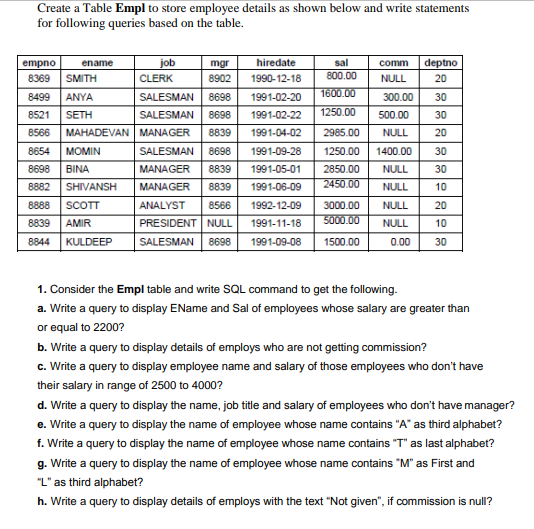 Create a Table Empl to store employee details as shown below and write statements
for following queries based on the table.
empno ename job mgr hiredate sal comm deptno
8369 SMITH CLERK 8902 1990-12-18 800.00 NULL 20
8499 ANYA SALESMAN 8698 1991-02-20 1600.00 300.00 30
8521 SETH SALESMAN 8698 1991-02-22 1250.00 500.00 30
8566 MAHADEVAN MANAGER 8839 1991-04-02 2985.00 NULL 20
8654 MOMIN SALESMAN 8698 1991-09-28 1250.00 1400.00 30
8698 BINA MANAGER 8839 1991-05-01 2850.00 NULL 30
8882 SHIVANSH MANAGER 8839 1991-06-09 2450.00 NULL 10
8888 SCOTT ANALYST 8566 1992-12-09 3000.00 NULL 20
8839 AMIR PRESIDENT NULL 1991-11-18 5000.00 NULL 10
8844 KULDEEP SALESMAN 8698 1991-09-08 1500.00 0.00 30
1. Consider the Empl table and write SQL command to get the following.
a. Write a query to display EName and Sal of employees whose salary are greater than
or equal to 2200?
b. Write a query to display details of employs who are not getting commission?
c. Write a query to display employee name and salary of those employees who don't have
their salary in range of 2500 to 4000?
d. Write a query to display the name, job title and salary of employees who don't have manager?
e. Write a query to display the name of employee whose name contains "A" as third alphabet?
f. Write a query to display the name of employee whose name contains "T" as last alphabet?
g. Write a query to display the name of employee whose name contains "M" as First and
"L" as third alphabet?
h. Write a query to display details of employs with the text "Not given", if commission is null?